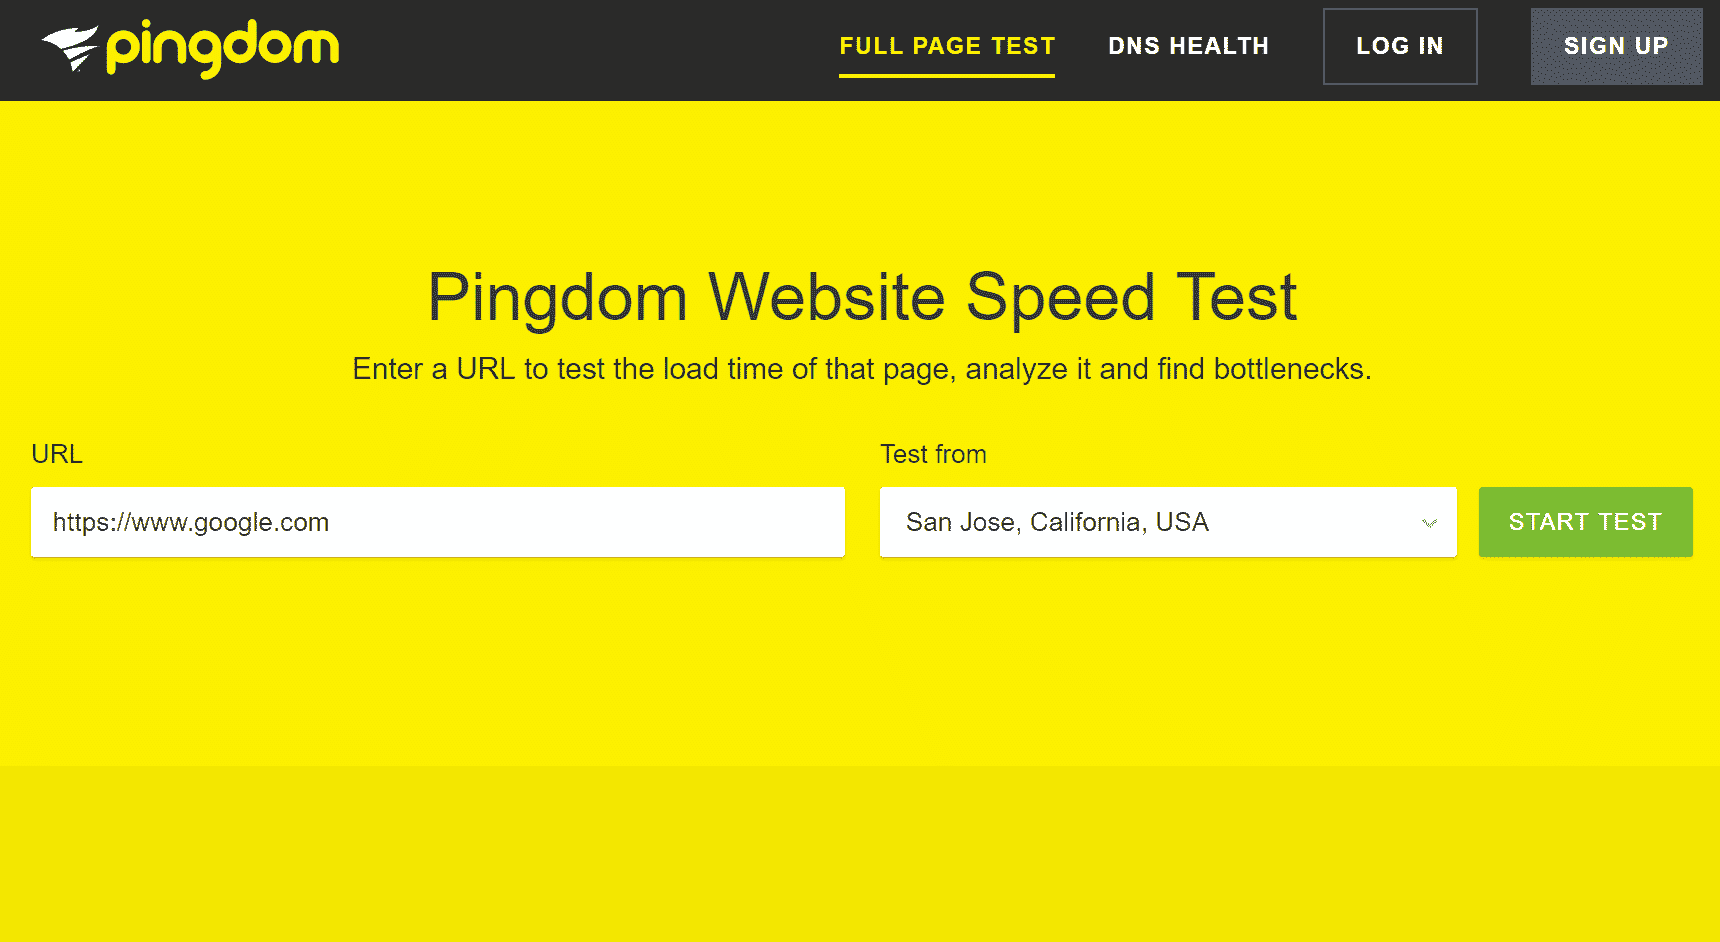 pingdom
FULL PAGE TEST
DNS HEALTH
LOG IN
SIGN UP
Pingdom Website Speed Test
Enter a URL to test the load time of that page, analyze it and find bottlenecks.
URL
https://www.google.com
Test from
San Jose, California, USA
START TEST